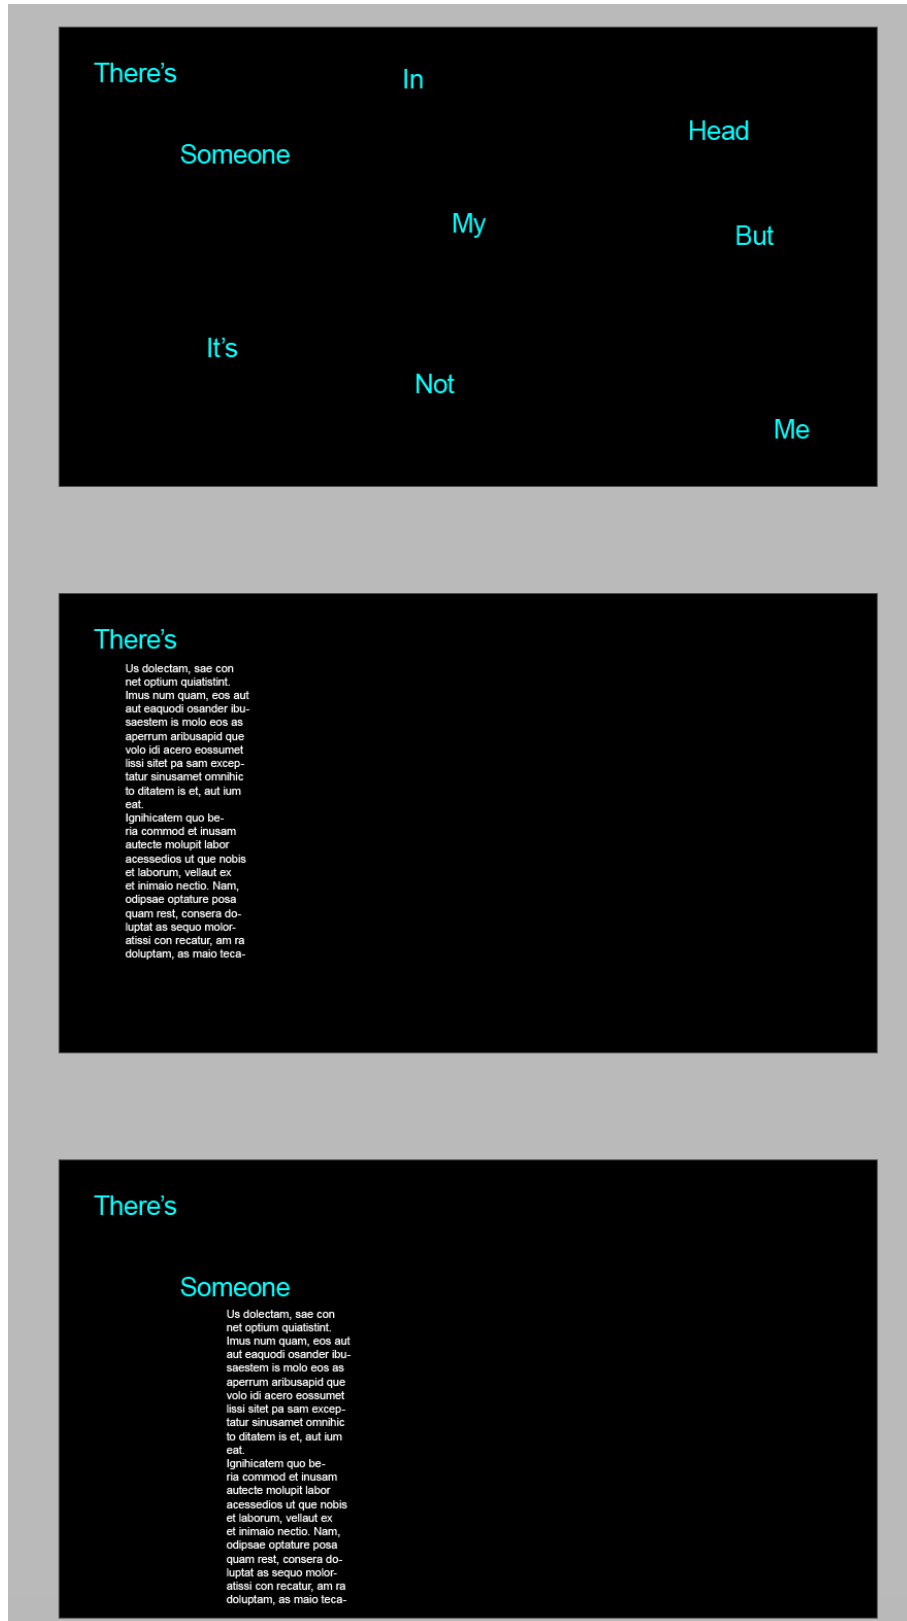 There’s
In
Head
Someone
My
But
It’s
Not
Me
There’s
Us dolectam, sae con
net optium quiatistint.
Imus num quam, eos aut
aut eaquodi osander ibu-
saestem is molo eos as
aperrum aribusapid que
volo idi acero eossumet
lissi sitet pa sam excep-
tatur sinusamet omnihic
to ditatem is et, aut ium
eat.
Ignihicatem quo be-
ria commod et inusam
autecte molupit labor
acessedios ut que nobis
et laborum, vellaut ex
et inimaio nectio. Nam,
odipsae optature posa
quam rest, consera do-
luptat as sequo molor-
atissi con recatur, am ra
doluptam, as maio teca-
There’s
Someone
Us dolectam, sae con
net optium quiatistint.
Imus num quam, eos aut
aut eaquodi osander ibu-
saestem is molo eos as
aperrum aribusapid que
volo idi acero eossumet
lissi sitet pa sam excep-
tatur sinusamet omnihic
to ditatem is et, aut ium
eat.
Ignihicatem quo be-
ria commod et inusam
autecte molupit labor
acessedios ut que nobis
et laborum, vellaut ex
et inimaio nectio. Nam,
odipsae optature posa
quam rest, consera do-
luptat as sequo molor-
atissi con recatur, am ra
doluptam, as maio teca-